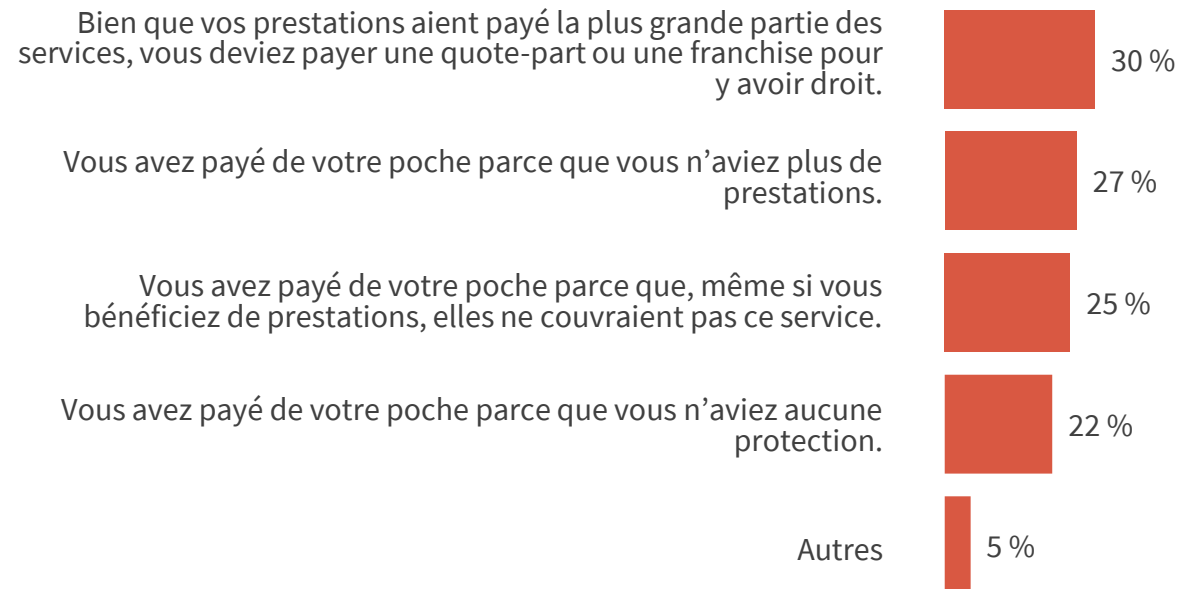 Bien que vos prestations aient payé la plus grande partie des
services, vous deviez payer une quote-part ou une franchise pour
y avoir droit.
30 %
Vous avez payé de votre poche parce que vous n’aviez plus de
prestations.
27 %
Vous avez payé de votre poche parce que, même si vous
bénéficiez de prestations, elles ne couvraient pas ce service.
25 %
Vous avez payé de votre poche parce que vous n’aviez aucune
protection.
22 %
Autres
5 %